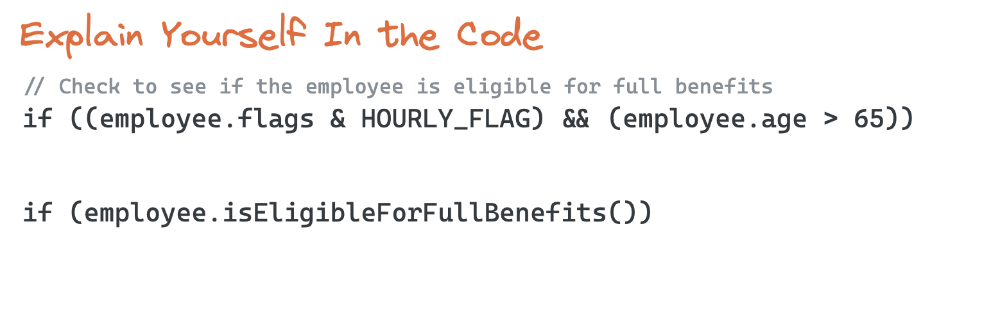 Explain Yourself In the Code
// Check to see if the employee is eligible for full benefits
if ((employee.flags & HOURLY_FLAG) && (employee.age > 65))
if (employee.isEligibleForFullBenefits())